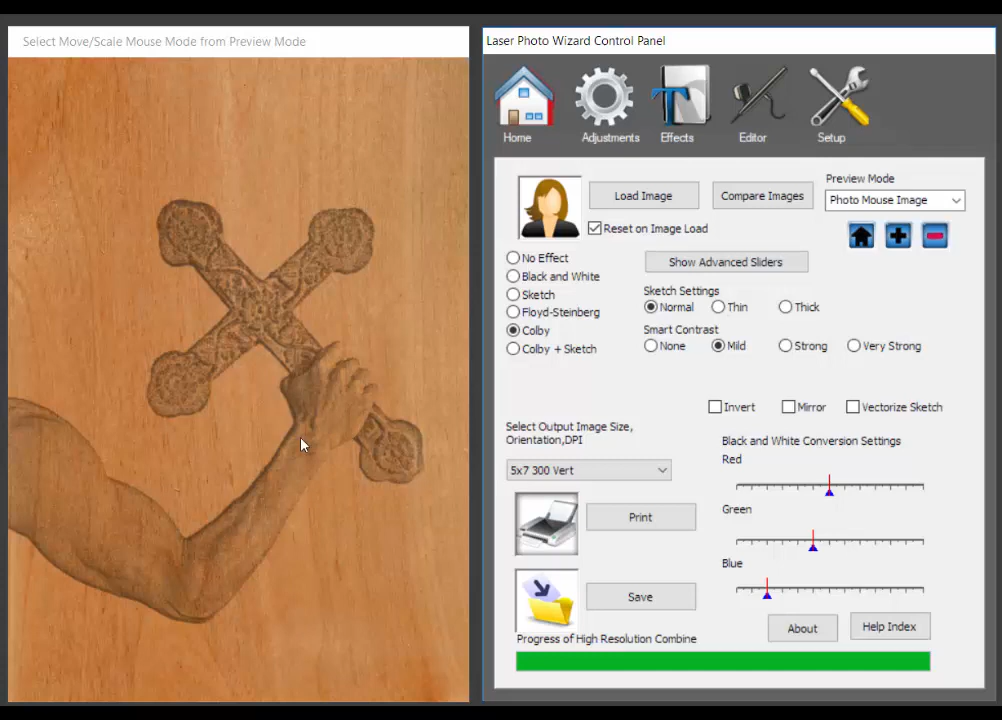 Select Move/Scale Mouse Mode from Preview Mode
Laser Photo Wizard Control Panel
Home
Adjustments
Effects
Editor
Setup
Load Image
Compare Images
Preview Mode
Photo Mouse Image
Reset on Image Load
No Effect
Black and White
Sketch
Floyd-Steinberg
Colby
Colby + Sketch
Show Advanced Sliders
Sketch Settings
Normal
Thin
Thick
Smart Contrast
None
Mild
Strong
Very Strong
Invert
Mirror
Vectorize Sketch
Select Output Image Size,
Orientation,DPI
5x7 300 Vert
Print
Save
Black and White Conversion Settings
Red
Green
Blue
About
Help Index
Progress of High Resolution Combine